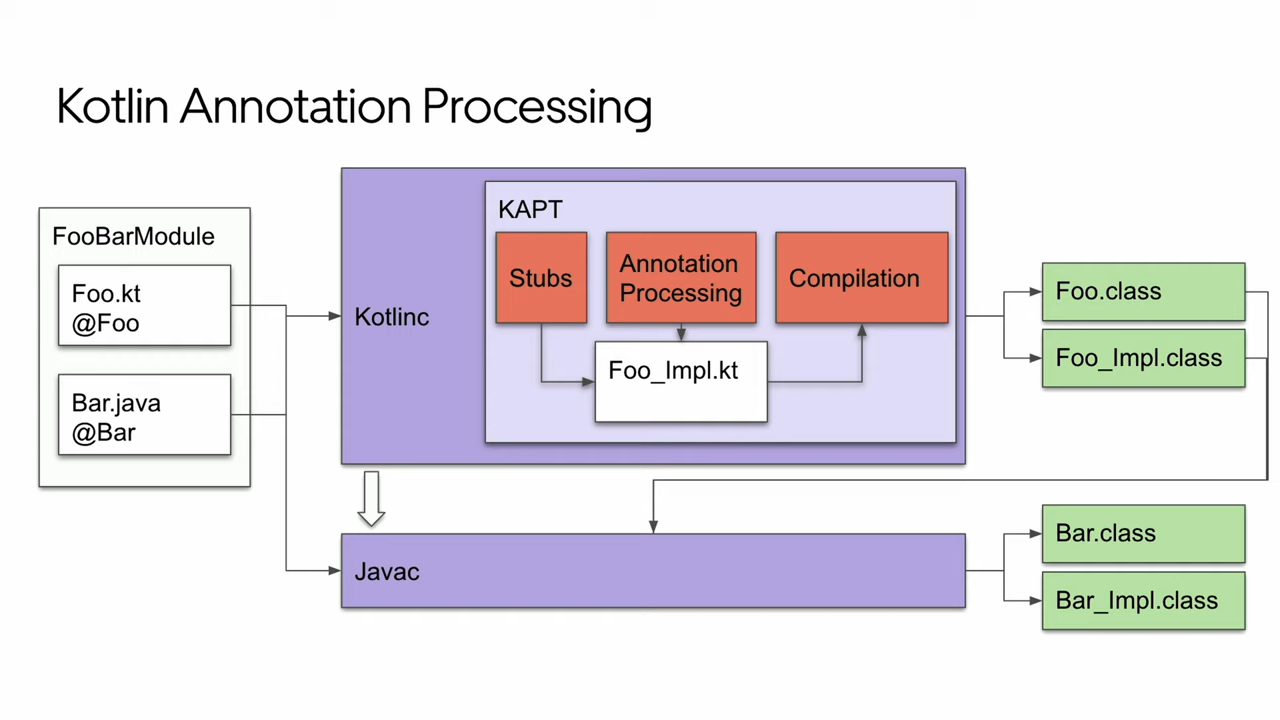 Kotlin Annotation Processing
FooBarModule
Foo.kt
@Foo
Bar.java
@Bar
Kotlinc
KAPT
Stubs
Annotation
Processing
Compilation
Foo_Impl.kt
Javac
Foo.class
Foo_Impl.class
Bar.class
Bar_Impl.class